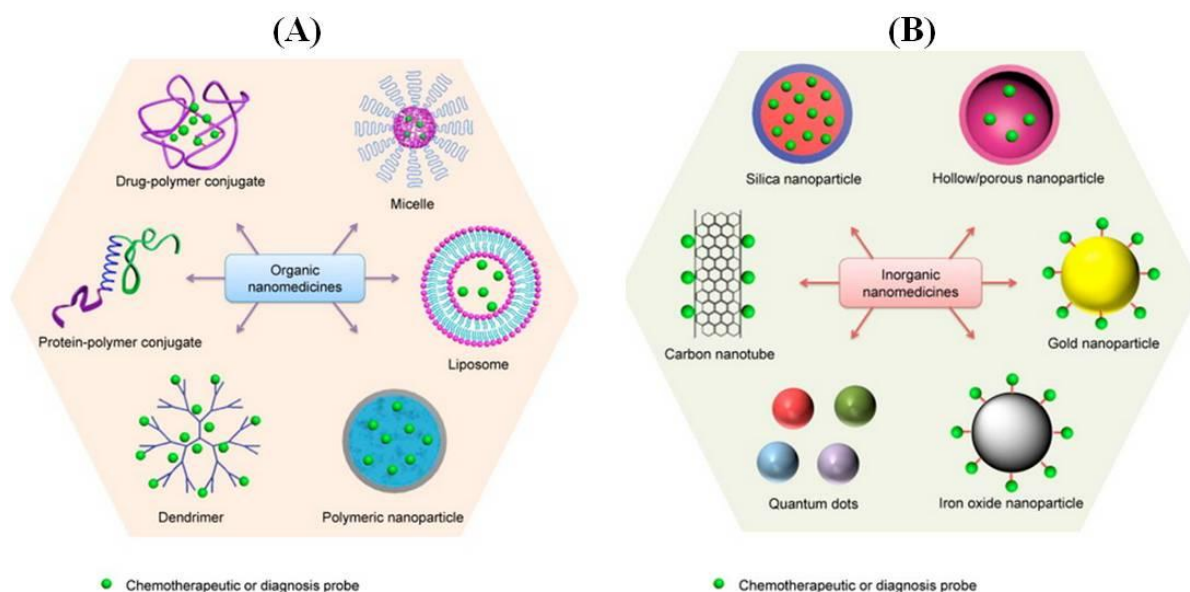 (A)
Drug-polymer conjugate
Micelle
Organic
nanomedicines
Protein-polymer conjugate
Liposome
Dendrimer
Polymeric nanoparticle
Chemotherapeutic or diagnosis probe
(B)
Silica nanoparticle
Hollow/porous nanoparticle
Inorganic
nanomedicines
Carbon nanotube
Gold nanoparticle
Quantum dots
Iron oxide nanoparticle
Chemotherapeutic or diagnosis probe